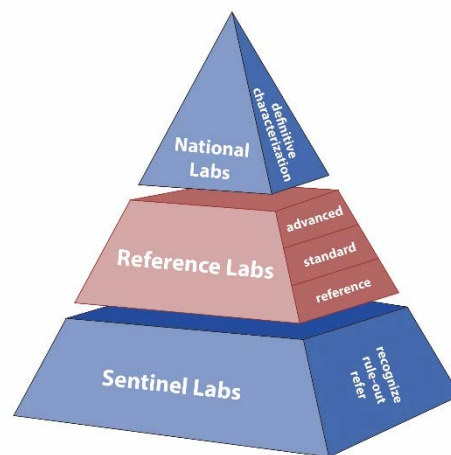 National
Labs
definitive
characterization
Reference Labs
advanced
standard
reference
Sentinel Labs
recognize
rule-out
refer